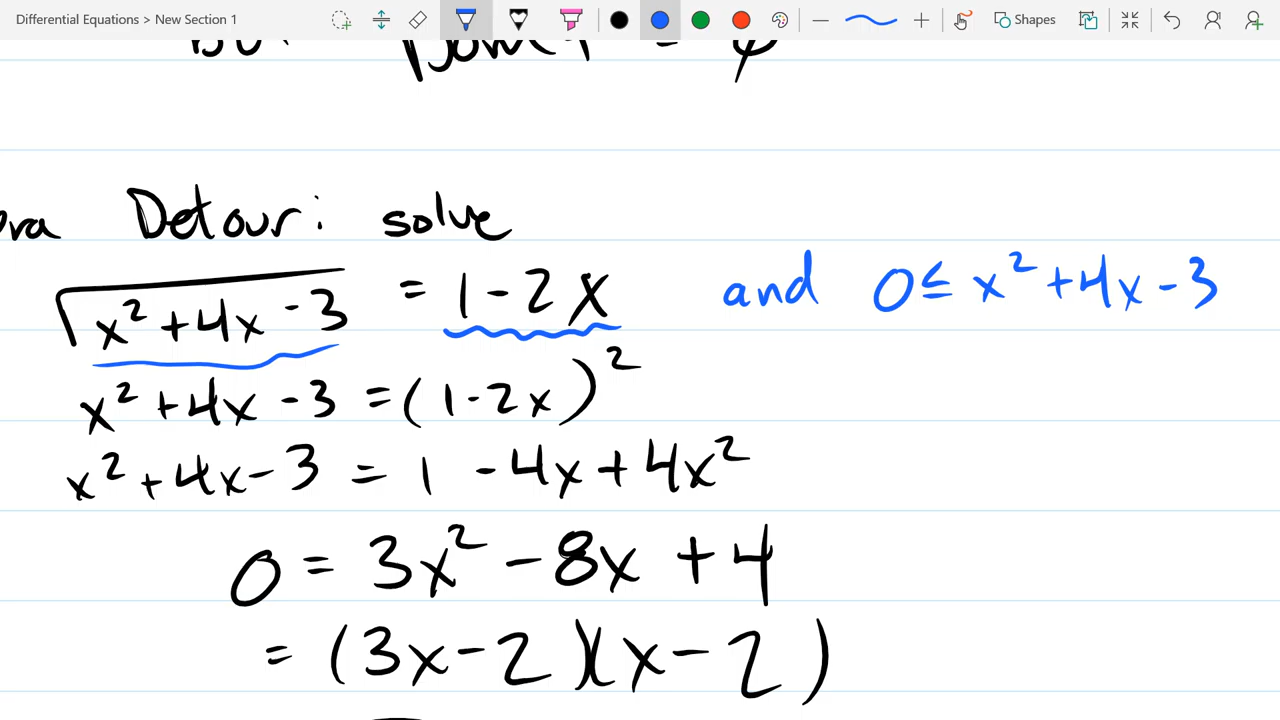 Differential Equations > New Section 1
Shapes
Detour: solve
√(x² + 4x - 3) = 1 - 2x and 0 ≤ x² + 4x - 3
x² + 4x - 3 = (1 - 2x)²
x² + 4x - 3 = 1 - 4x + 4x²
0 = 3x² - 8x + 4
= (3x - 2)(x - 2)